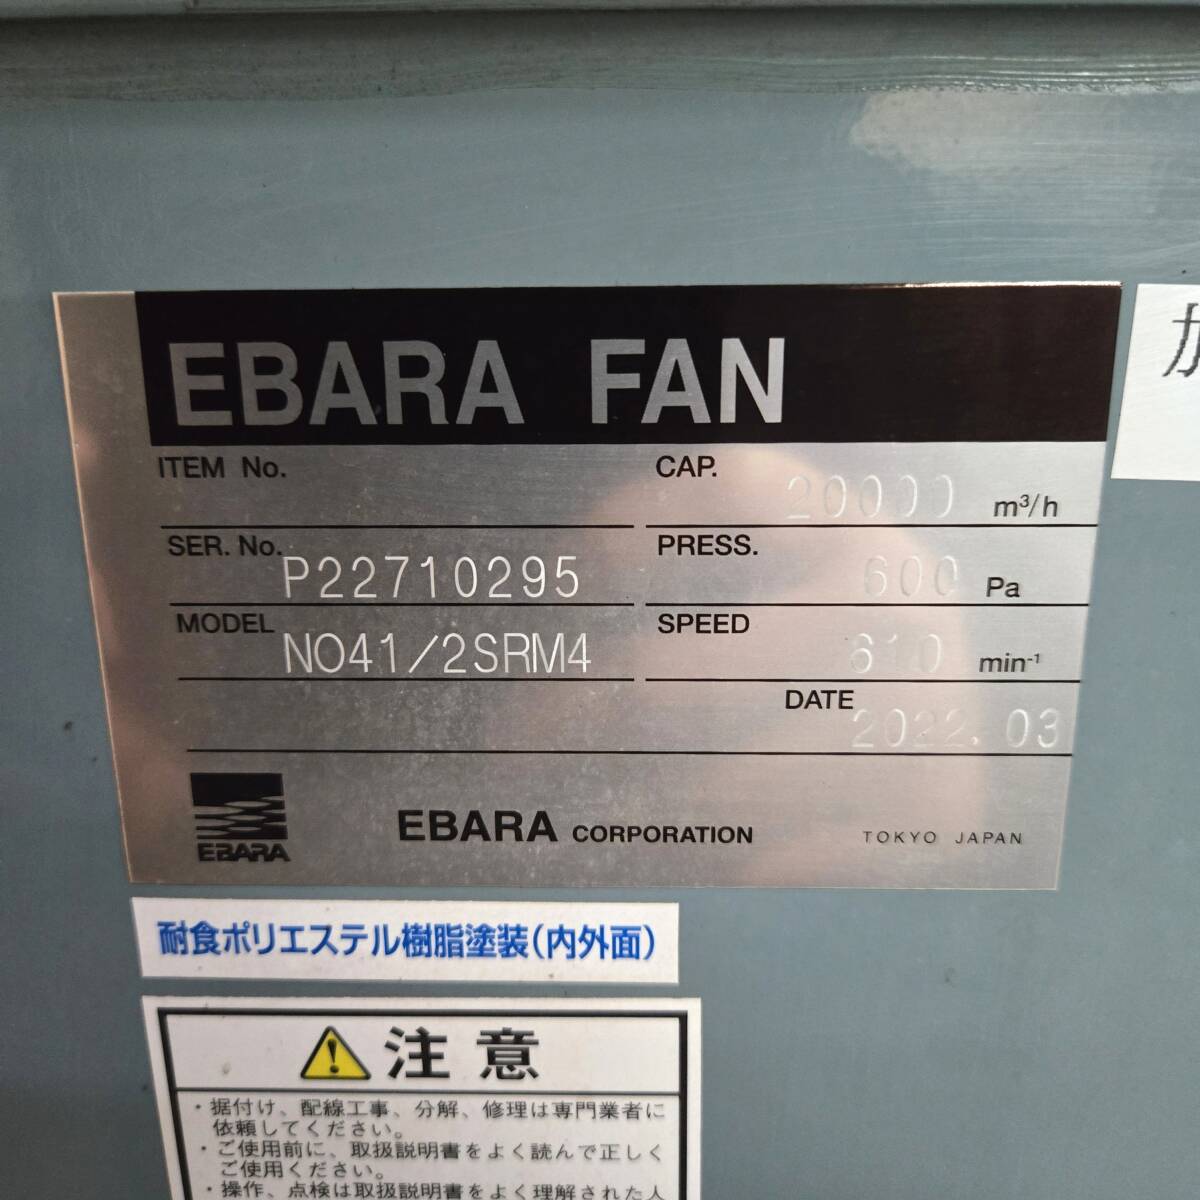 EBARA FAN
ITEM No.
CAP. 20000 m³/h
SER. No. P22710295
PRESS. 600 Pa
MODEL NO41/2SRM4
SPEED 610 min⁻¹
DATE 2022.03
EBARA
EBARA CORPORATION
TOKYO JAPAN
耐食ポリエステル樹脂塗装(内外面)
注意
・据付け、配線工事、分解、修理は専門業者に
依頼してください。
・ご使用前に、取扱説明書をよく読んで正しく
ご使用ください。
・操作、点検は取扱説明書をよく理解された人